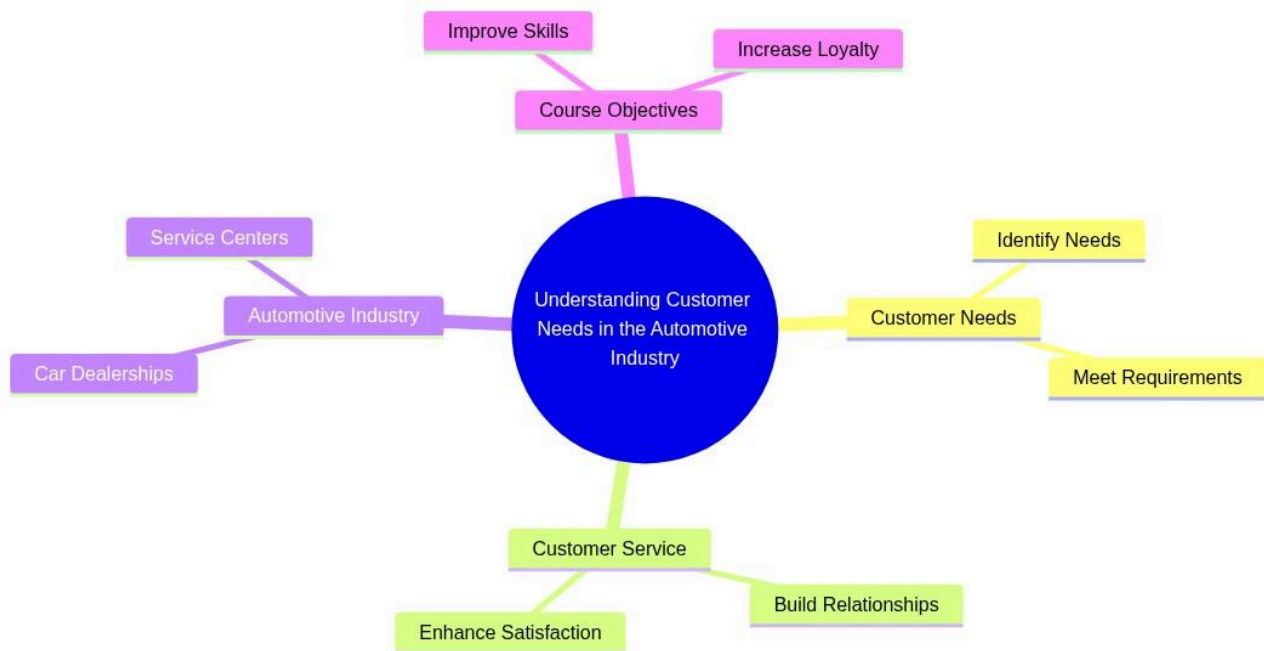 Improve Skills
Increase Loyalty
Course Objectives
Service Centers
Identify Needs
Automotive Industry
Understanding Customer
Needs in the Automotive
Industry
Customer Needs
Car Dealerships
Meet Requirements
Customer Service
Build Relationships
Enhance Satisfaction